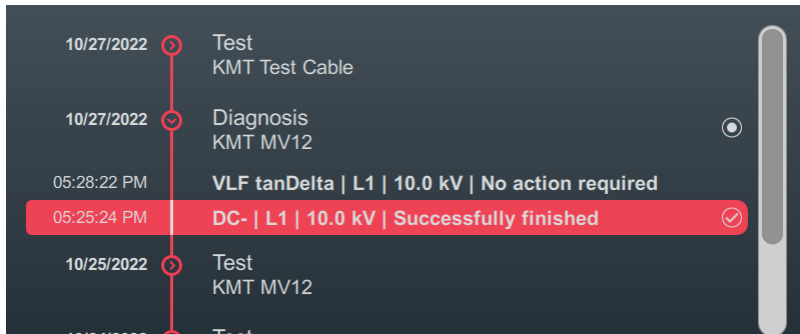 10/27/2022 Test
KMT Test Cable
10/27/2022 Diagnosis
KMT MV12
05:28:22 PM VLF tanDelta | L1 | 10.0 kV | No action required
05:25:24 PM DC- | L1 | 10.0 kV | Successfully finished
10/25/2022 Test
KMT MV12
Test